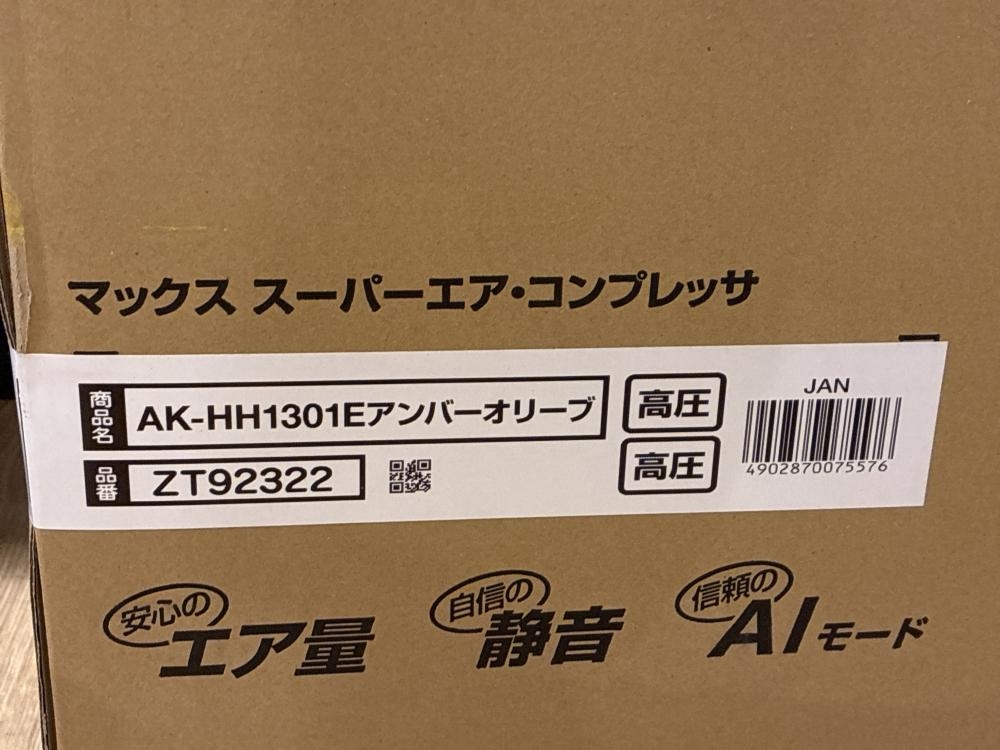 マックス スーパーエア・コンプレッサ
商品名 AK-HH1301Eアンバーオリーブ
高圧
JAN
4902870075576
品番 ZT92322
高圧
安心の エア量
自信の 静音
信頼の AIモード